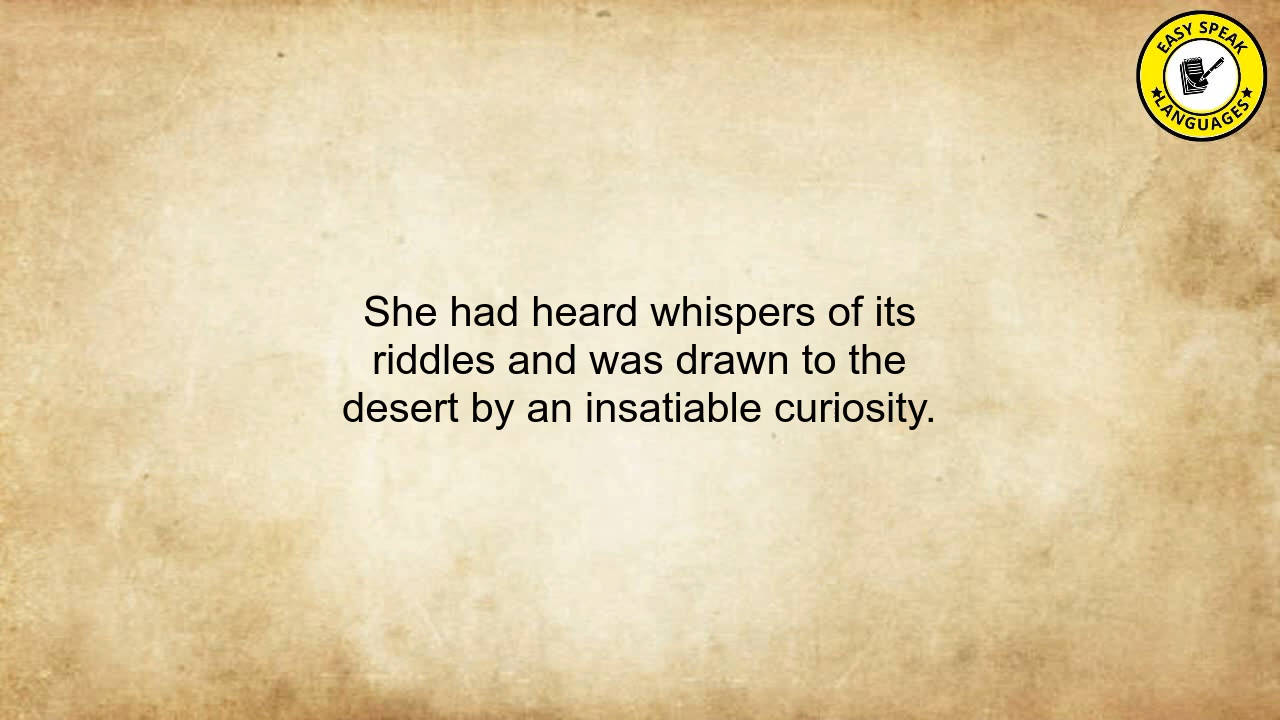 EASY SPEAK
LANGUAGES
She had heard whispers of its
riddles and was drawn to the
desert by an insatiable curiosity.